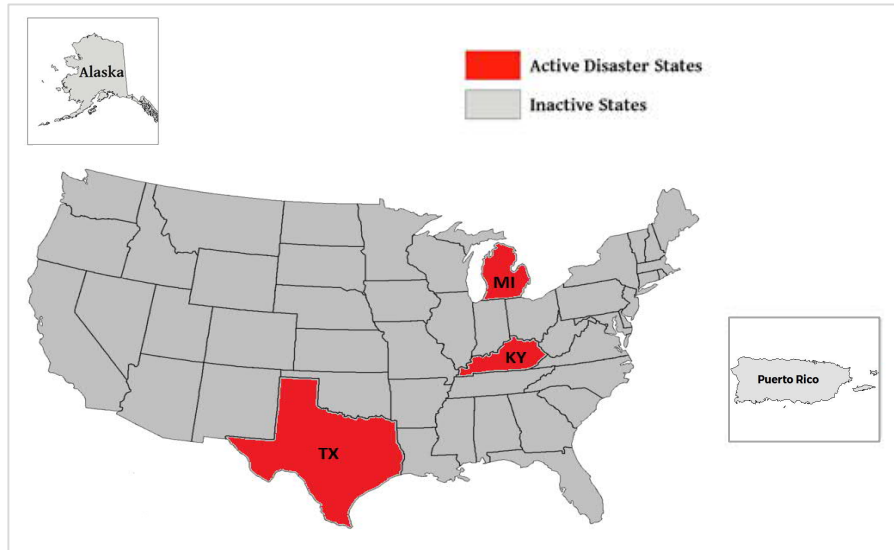 Alaska
Active Disaster States
Inactive States
MI
KY
Puerto Rico
TX